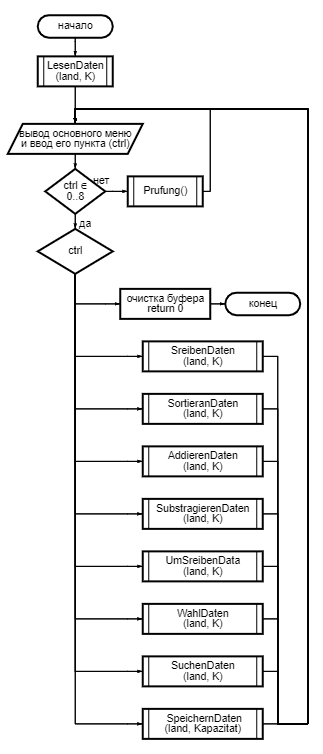 начало
LesenDaten
(land, K)
вывод основного меню
и ввод его пункта (ctrl)
ctrl ∈
0..8
нет
Prufung()
да
ctrl
очистка буфера
return 0
конец
SreibenDaten
(land, K)
SortieranDaten
(land, K)
AddierenDaten
(land, K)
SubstragierenDaten
(land, K)
UmSreibenData
(land, K)
WahlDaten
(land, K)
SuchenDaten
(land, K)
SpeichernDaten
(land, Kapazitat)